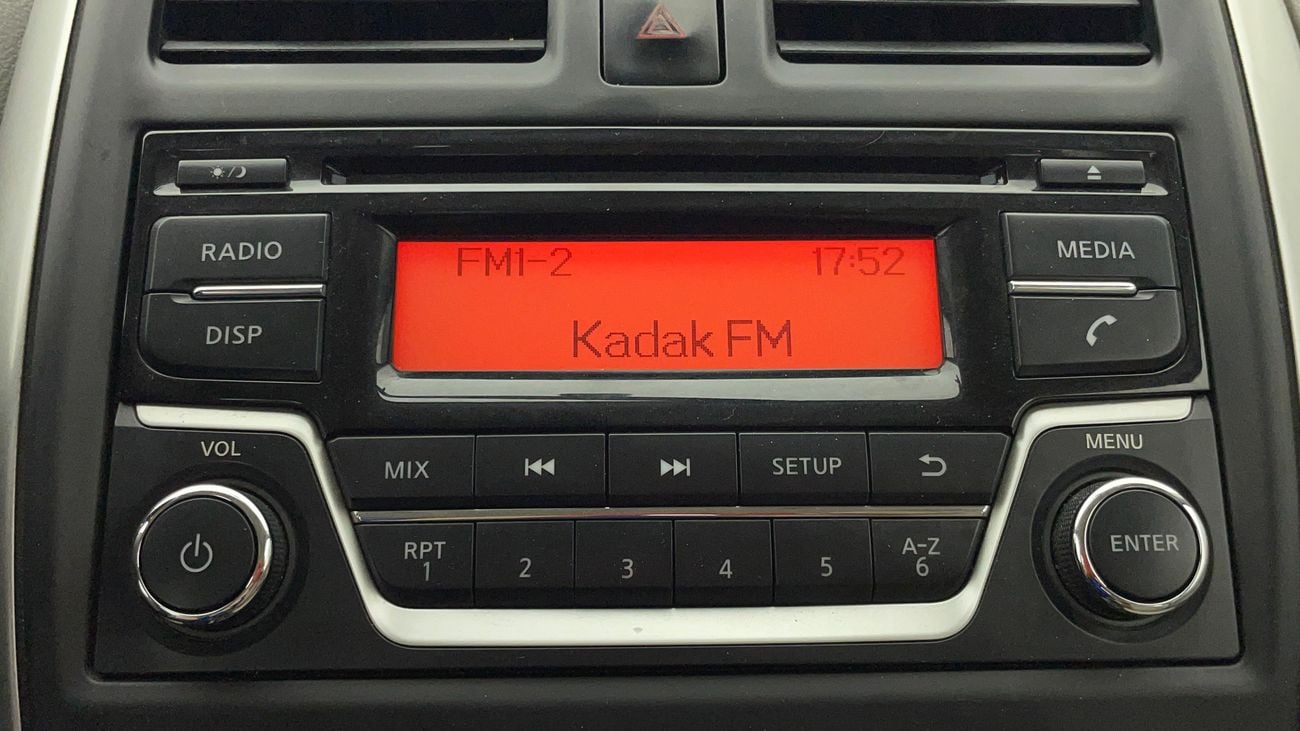 RADIO
FM1-2 17:52
MEDIA
DISP
Kadak FM
VOL
MENU
MIX
SETUP
RPT
1
2
3
4
5
A-Z
6
ENTER